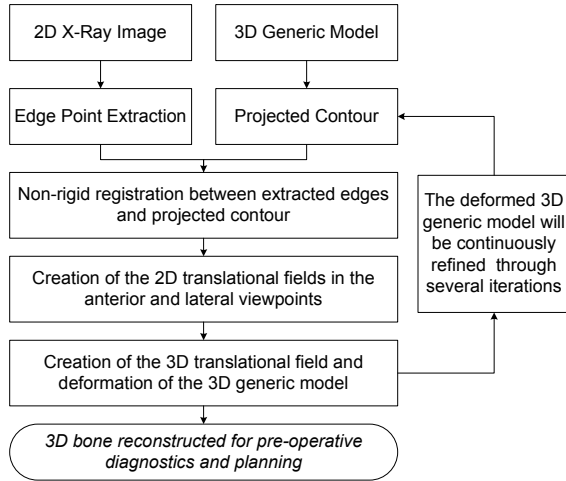 2D X-Ray Image
3D Generic Model
Edge Point Extraction
Projected Contour
Non-rigid registration between extracted edges
and projected contour
The deformed 3D
generic model will
be continuously
refined through
several iterations
Creation of the 2D translational fields in the
anterior and lateral viewpoints
Creation of the 3D translational field and
deformation of the 3D generic model
3D bone reconstructed for pre-operative
diagnostics and planning